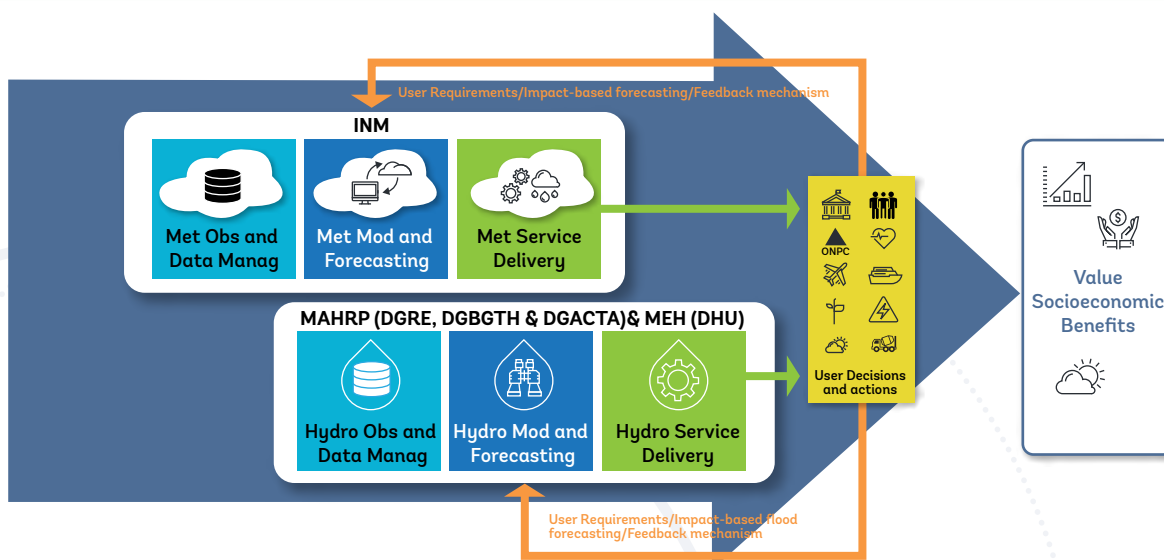 User Requirements/Impact-based forecasting/Feedback mechanism
INM
Met Obs and
Data Manag
Met Mod and
Forecasting
Met Service
Delivery
MAHRP (DGRE, DGBGTH & DGACTA)& MEH (DHU)
Hydro Obs and
Data Manag
Hydro Mod and
Forecasting
Hydro Service
Delivery
User Requirements/Impact-based flood
forecasting/Feedback mechanism
ONPC
User Decisions
and actions
$
Value
Socioeconomic
Benefits